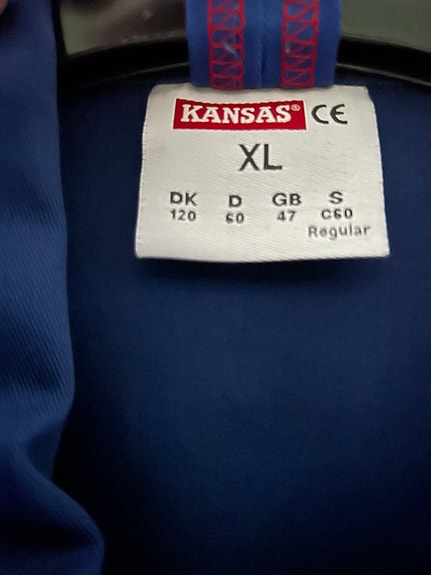 KANSAS® CE
XL
DK D GB S
120 60 47 C60
Regular